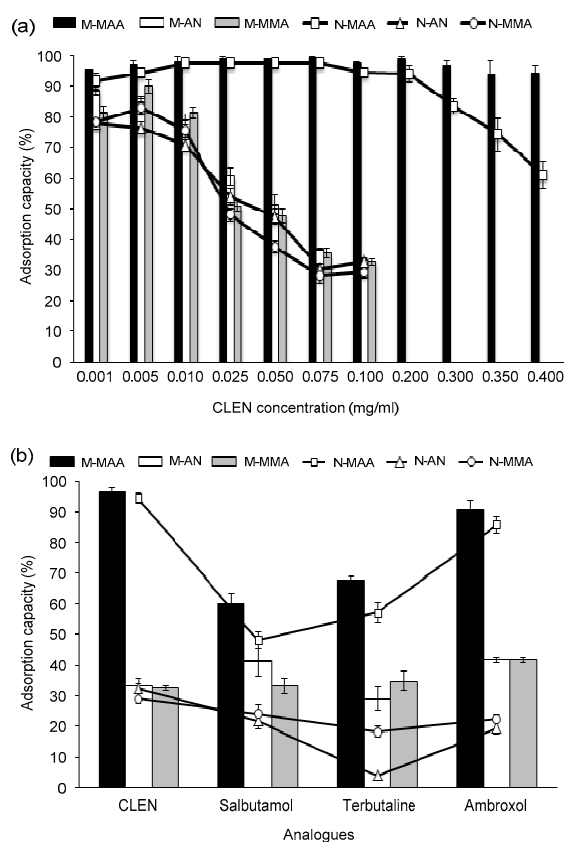 (a)
M-MAA M-AN M-MMA N-MAA N-AN N-MMA
Adsorption capacity (%)
100
90
80
70
60
50
40
30
20
10
0
0.001 0.005 0.010 0.025 0.050 0.075 0.100 0.200 0.300 0.350 0.400
CLEN concentration (mg/ml)
(b)
M-MAA M-AN M-MMA N-MAA N-AN N-MMA
Adsorption capacity (%)
100
90
80
70
60
50
40
30
20
10
0
CLEN Salbutamol Terbutaline Ambroxol
Analogues